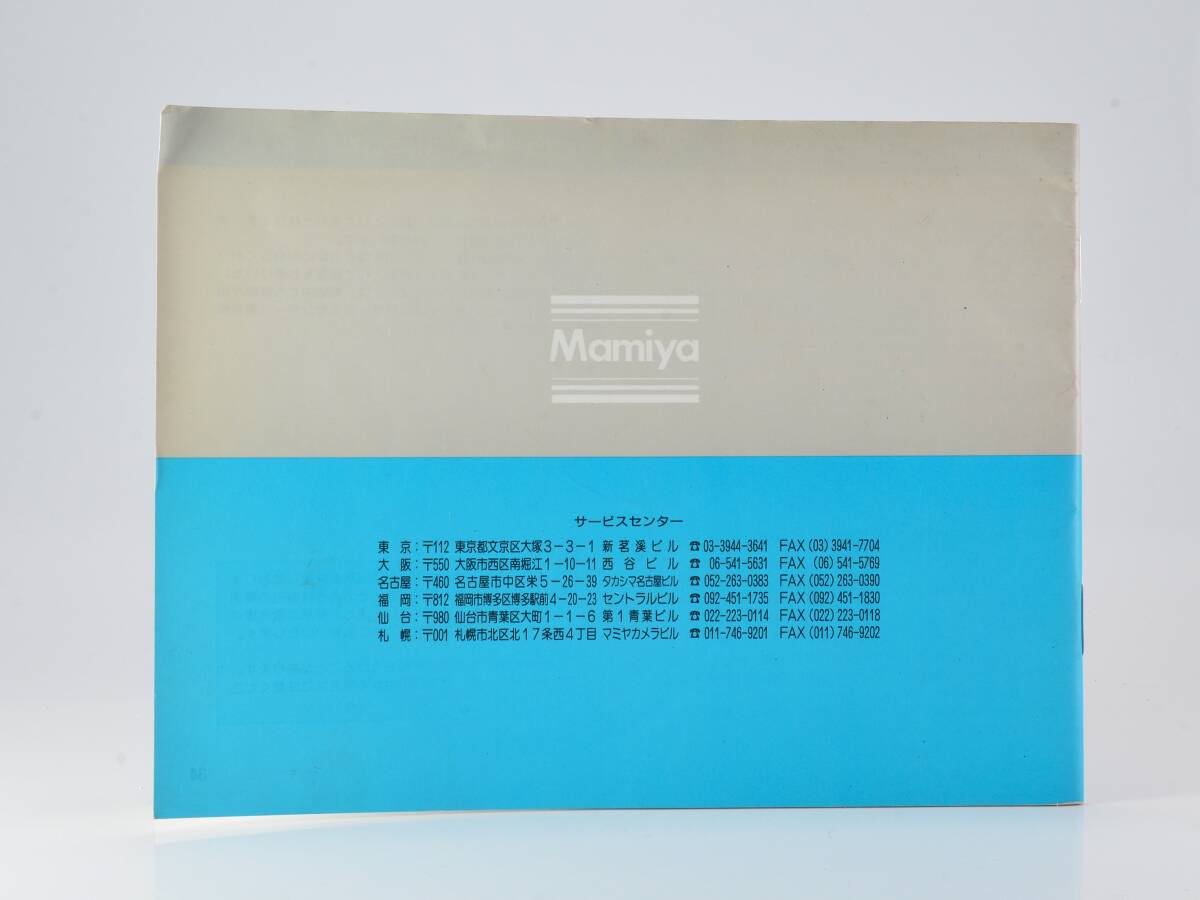 Mamiya
サービスセンター
東京：〒112 東京都文京区大塚3-3-1 新茗溪ビル ☎03-3944-3641 FAX(03)3941-7704
大阪：〒550 大阪市西区南堀江1-10-11 西谷ビル ☎06-541-5631 FAX(06)541-5769
名古屋：〒460 名古屋市中区栄5-26-39 タカシマ名古屋ビル ☎052-263-0383 FAX(052)263-0390
福岡：〒812 福岡市博多区博多駅前4-20-23 セントラルビル ☎092-451-1735 FAX(092)451-1830
仙台：〒980 仙台市青葉区大町1-1-6 第1青葉ビル ☎022-223-0114 FAX(022)223-0118
札幌：〒001 札幌市北区北17条西4丁目 マミヤカメラビル ☎011-746-9201 FAX(011)746-9202
34